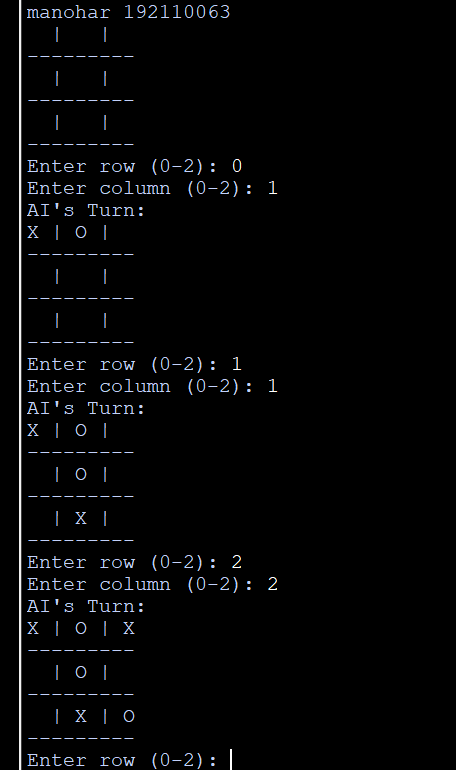 manohar 192110063
  |   |
---------
  |   |
---------
  |   |
---------
Enter row (0-2): 0
Enter column (0-2): 1
AI's Turn:
X | O |
---------
  |   |
---------
  |   |
---------
Enter row (0-2): 1
Enter column (0-2): 1
AI's Turn:
X | O |
---------
  | O |
---------
  | X |
---------
Enter row (0-2): 2
Enter column (0-2): 2
AI's Turn:
X | O | X
---------
  | O |
---------
  | X | O
---------
Enter row (0-2):